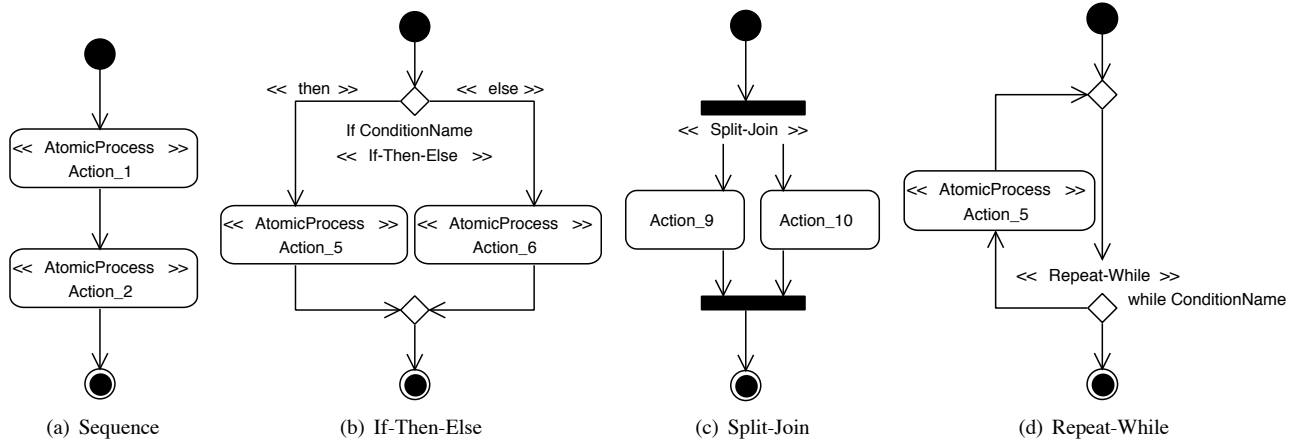 << AtomicProcess >>
Action_1
<< AtomicProcess >>
Action_2
(a) Sequence
<< then >>
<< else >>
If ConditionName
<< If-Then-Else >>
<< AtomicProcess >>
Action_5
<< AtomicProcess >>
Action_6
(b) If-Then-Else
<< Split-Join >>
Action_9
Action_10
(c) Split-Join
<< AtomicProcess >>
Action_5
<< Repeat-While >>
while ConditionName
(d) Repeat-While